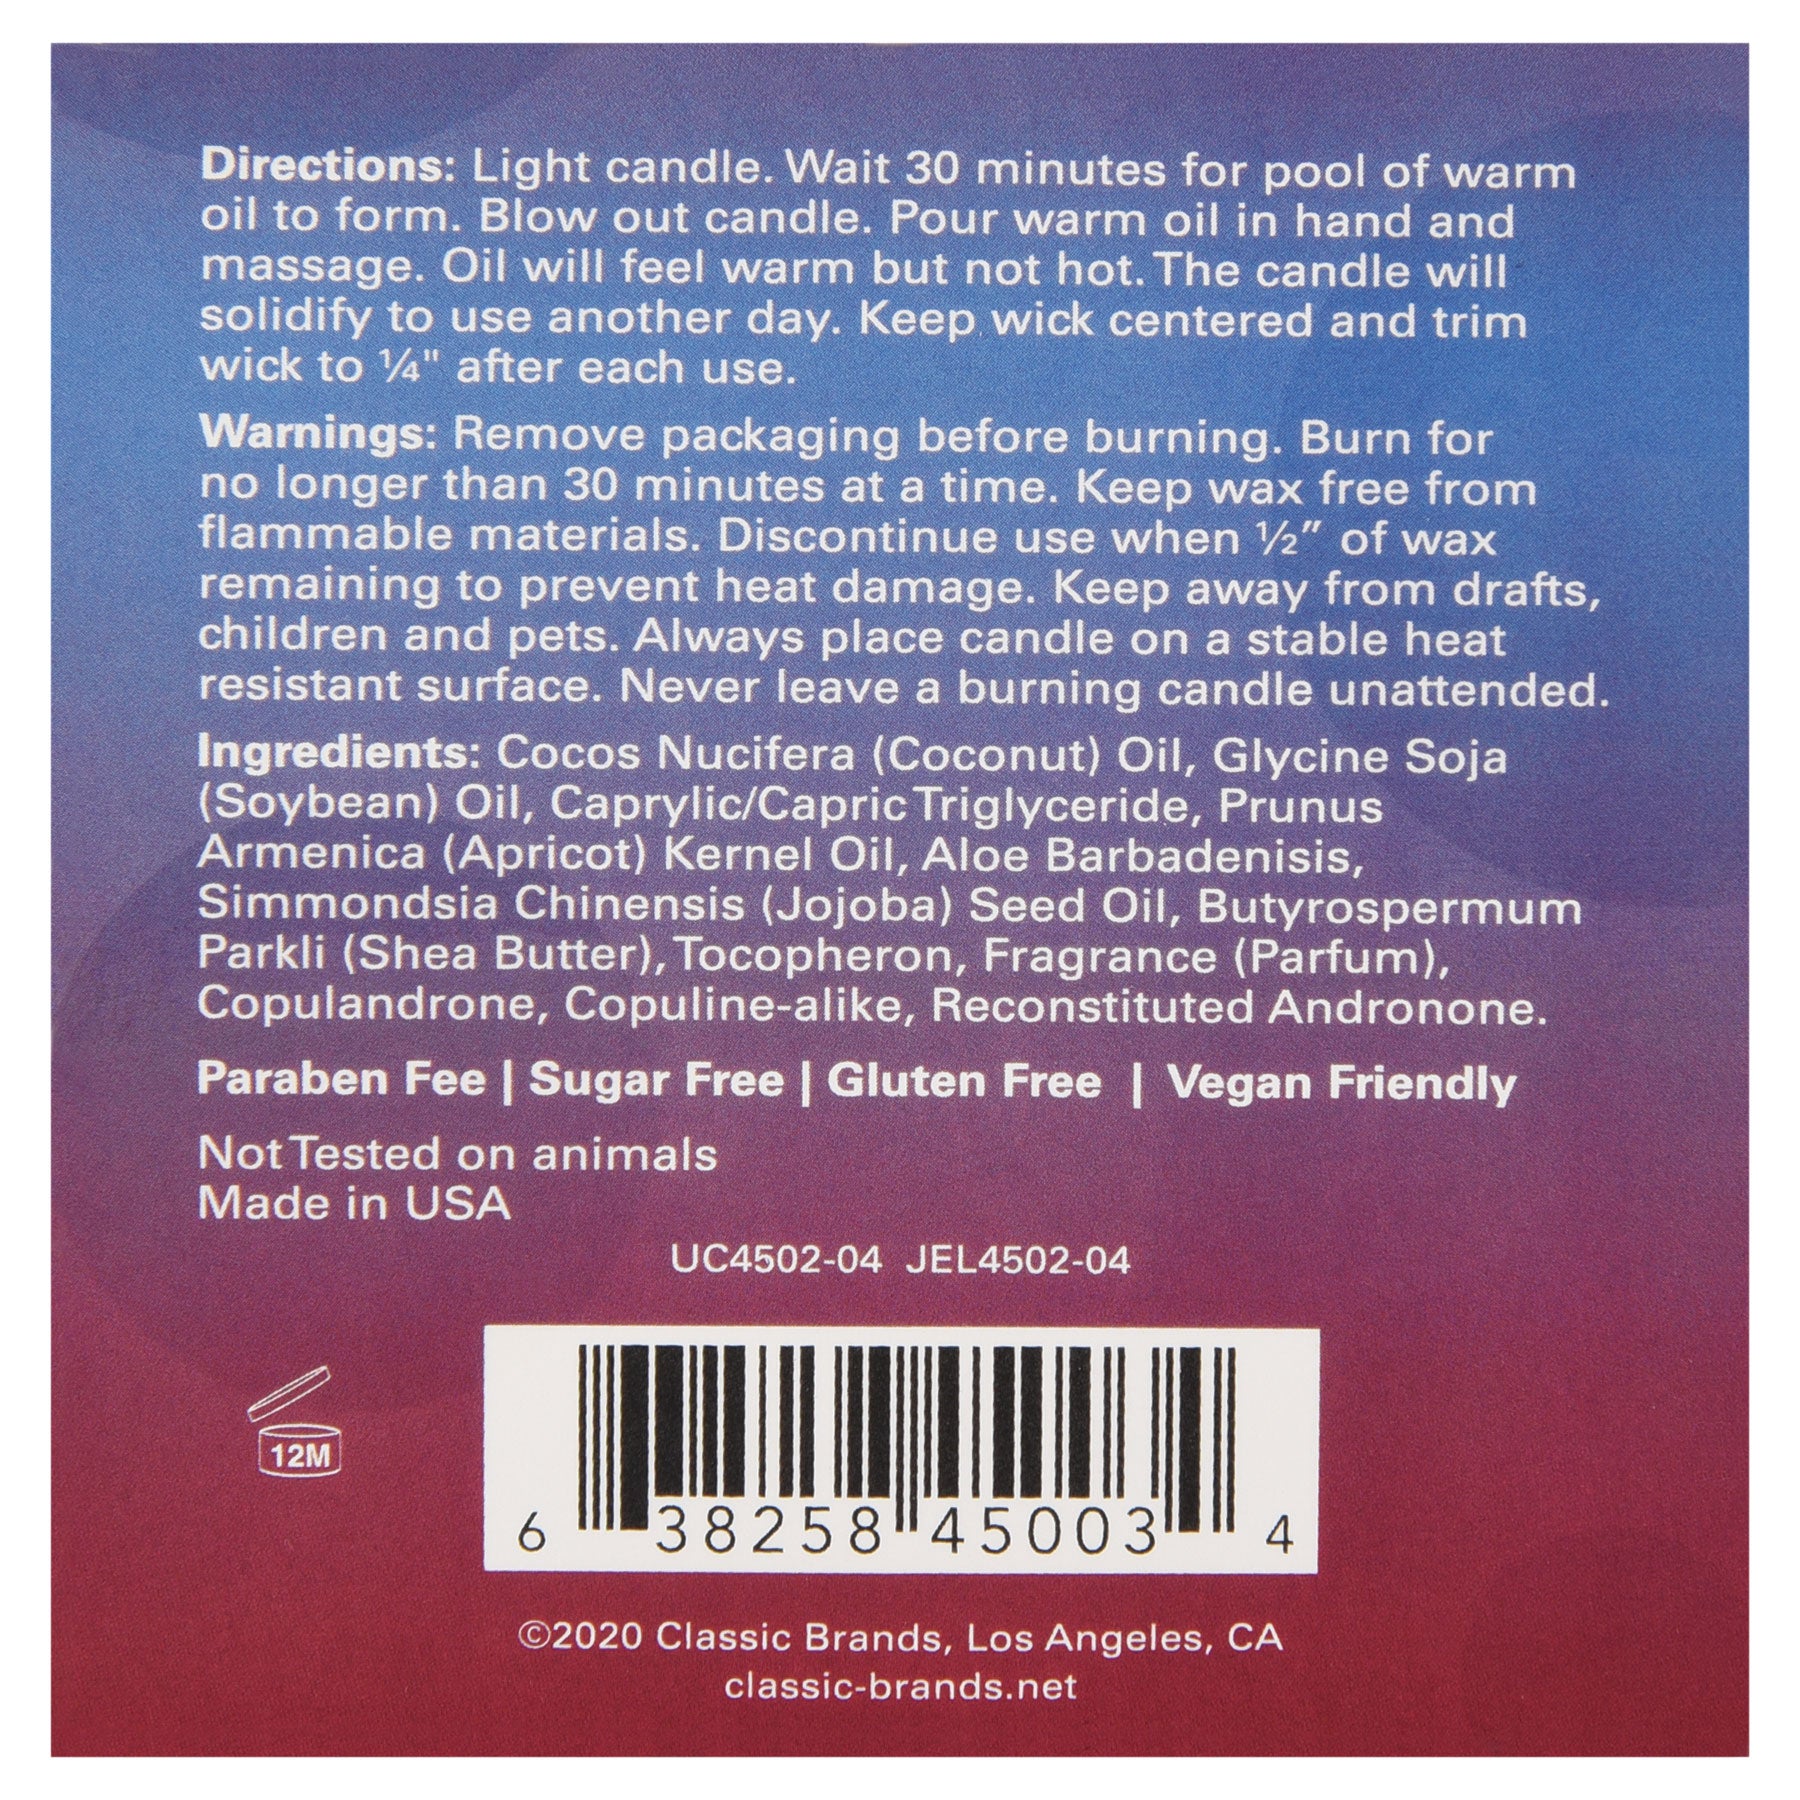 Directions: Light candle. Wait 30 minutes for pool of warm
oil to form. Blow out candle. Pour warm oil in hand and
massage. Oil will feel warm but not hot. The candle will
solidify to use another day. Keep wick centered and trim
wick to ¼" after each use.
Warnings: Remove packaging before burning. Burn for
no longer than 30 minutes at a time. Keep wax free from
flammable materials. Discontinue use when ½” of wax
remaining to prevent heat damage. Keep away from drafts,
children and pets. Always place candle on a stable heat
resistant surface. Never leave a burning candle unattended.
Ingredients: Cocos Nucifera (Coconut) Oil, Glycine Soja
(Soybean) Oil, Caprylic/Capric Triglyceride, Prunus
Armenica (Apricot) Kernel Oil, Aloe Barbadenisis,
Simmondsia Chinensis (Jojoba) Seed Oil, Butyrospermum
Parkli (Shea Butter), Tocopheron, Fragrance (Parfum),
Copulandrone, Copuline-alike, Reconstituted Andronone.
Paraben Fee | Sugar Free | Gluten Free | Vegan Friendly
Not Tested on animals
Made in USA
UC4502-04 JEL4502-04
12M
6 38258 45003 4
©2020 Classic Brands, Los Angeles, CA
classic-brands.net